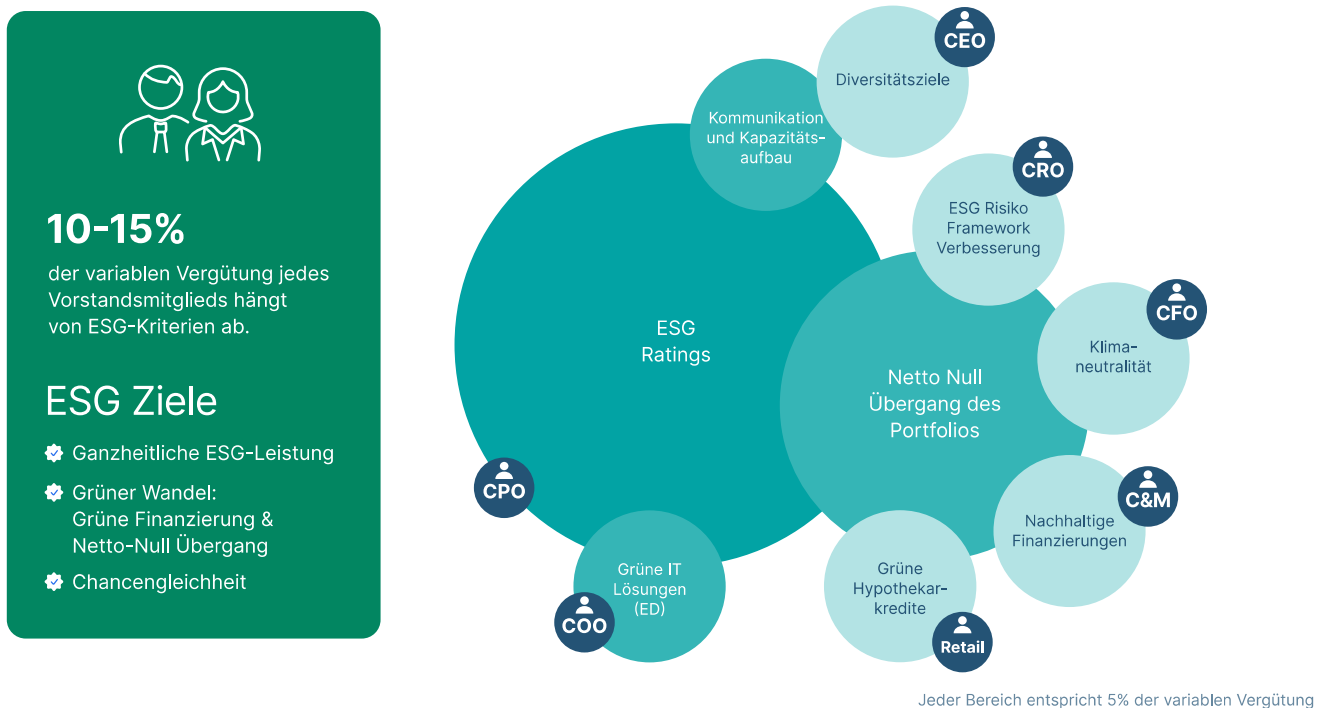 10-15%
der variablen Vergütung jedes
Vorstandsmitglieds hängt
von ESG-Kriterien ab.
ESG Ziele
Ganzheitliche ESG-Leistung
Grüner Wandel:
Grüne Finanzierung &
Netto-Null Übergang
Chancengleichheit
CEO
Diversitätsziele
Kommunikation
und Kapazitäts-
aufbau
CRO
ESG Risiko
Framework
Verbesserung
ESG
Ratings
CFO
Klima-
neutralität
Netto Null
Übergang des
Portfolios
CPO
C&M
Nachhaltige
Finanzierungen
Grüne IT
Lösungen
(ED)
COO
Grüne
Hypothekar-
kredite
Retail
Jeder Bereich entspricht 5% der variablen Vergütung